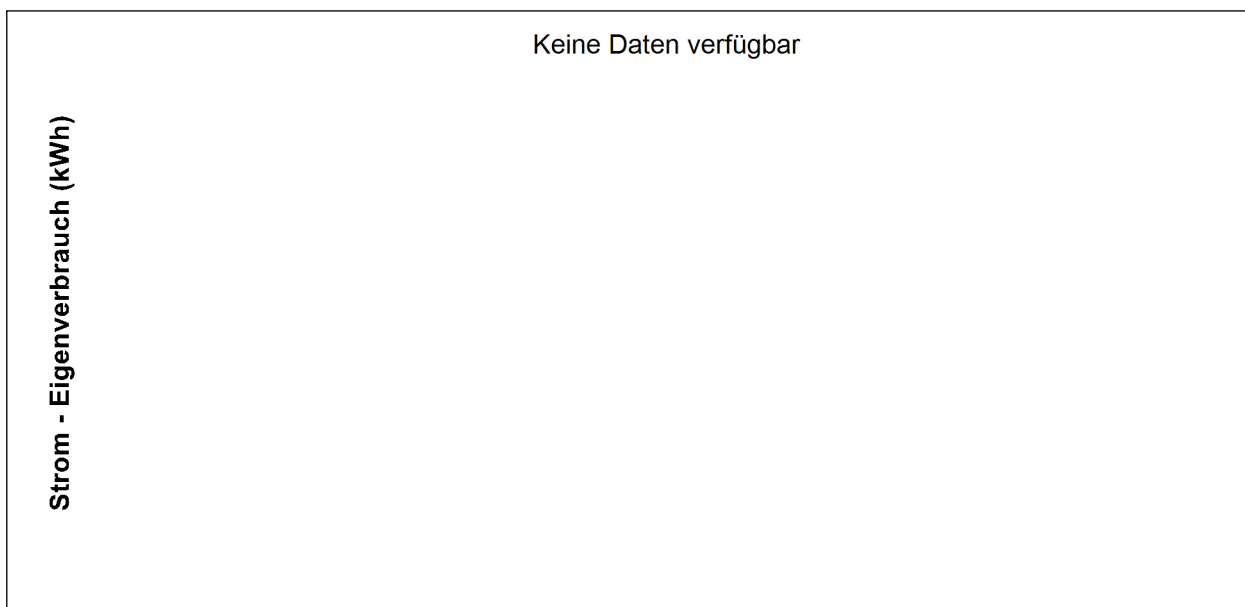 Keine Daten verfügbar
Strom - Eigenverbrauch (kWh)